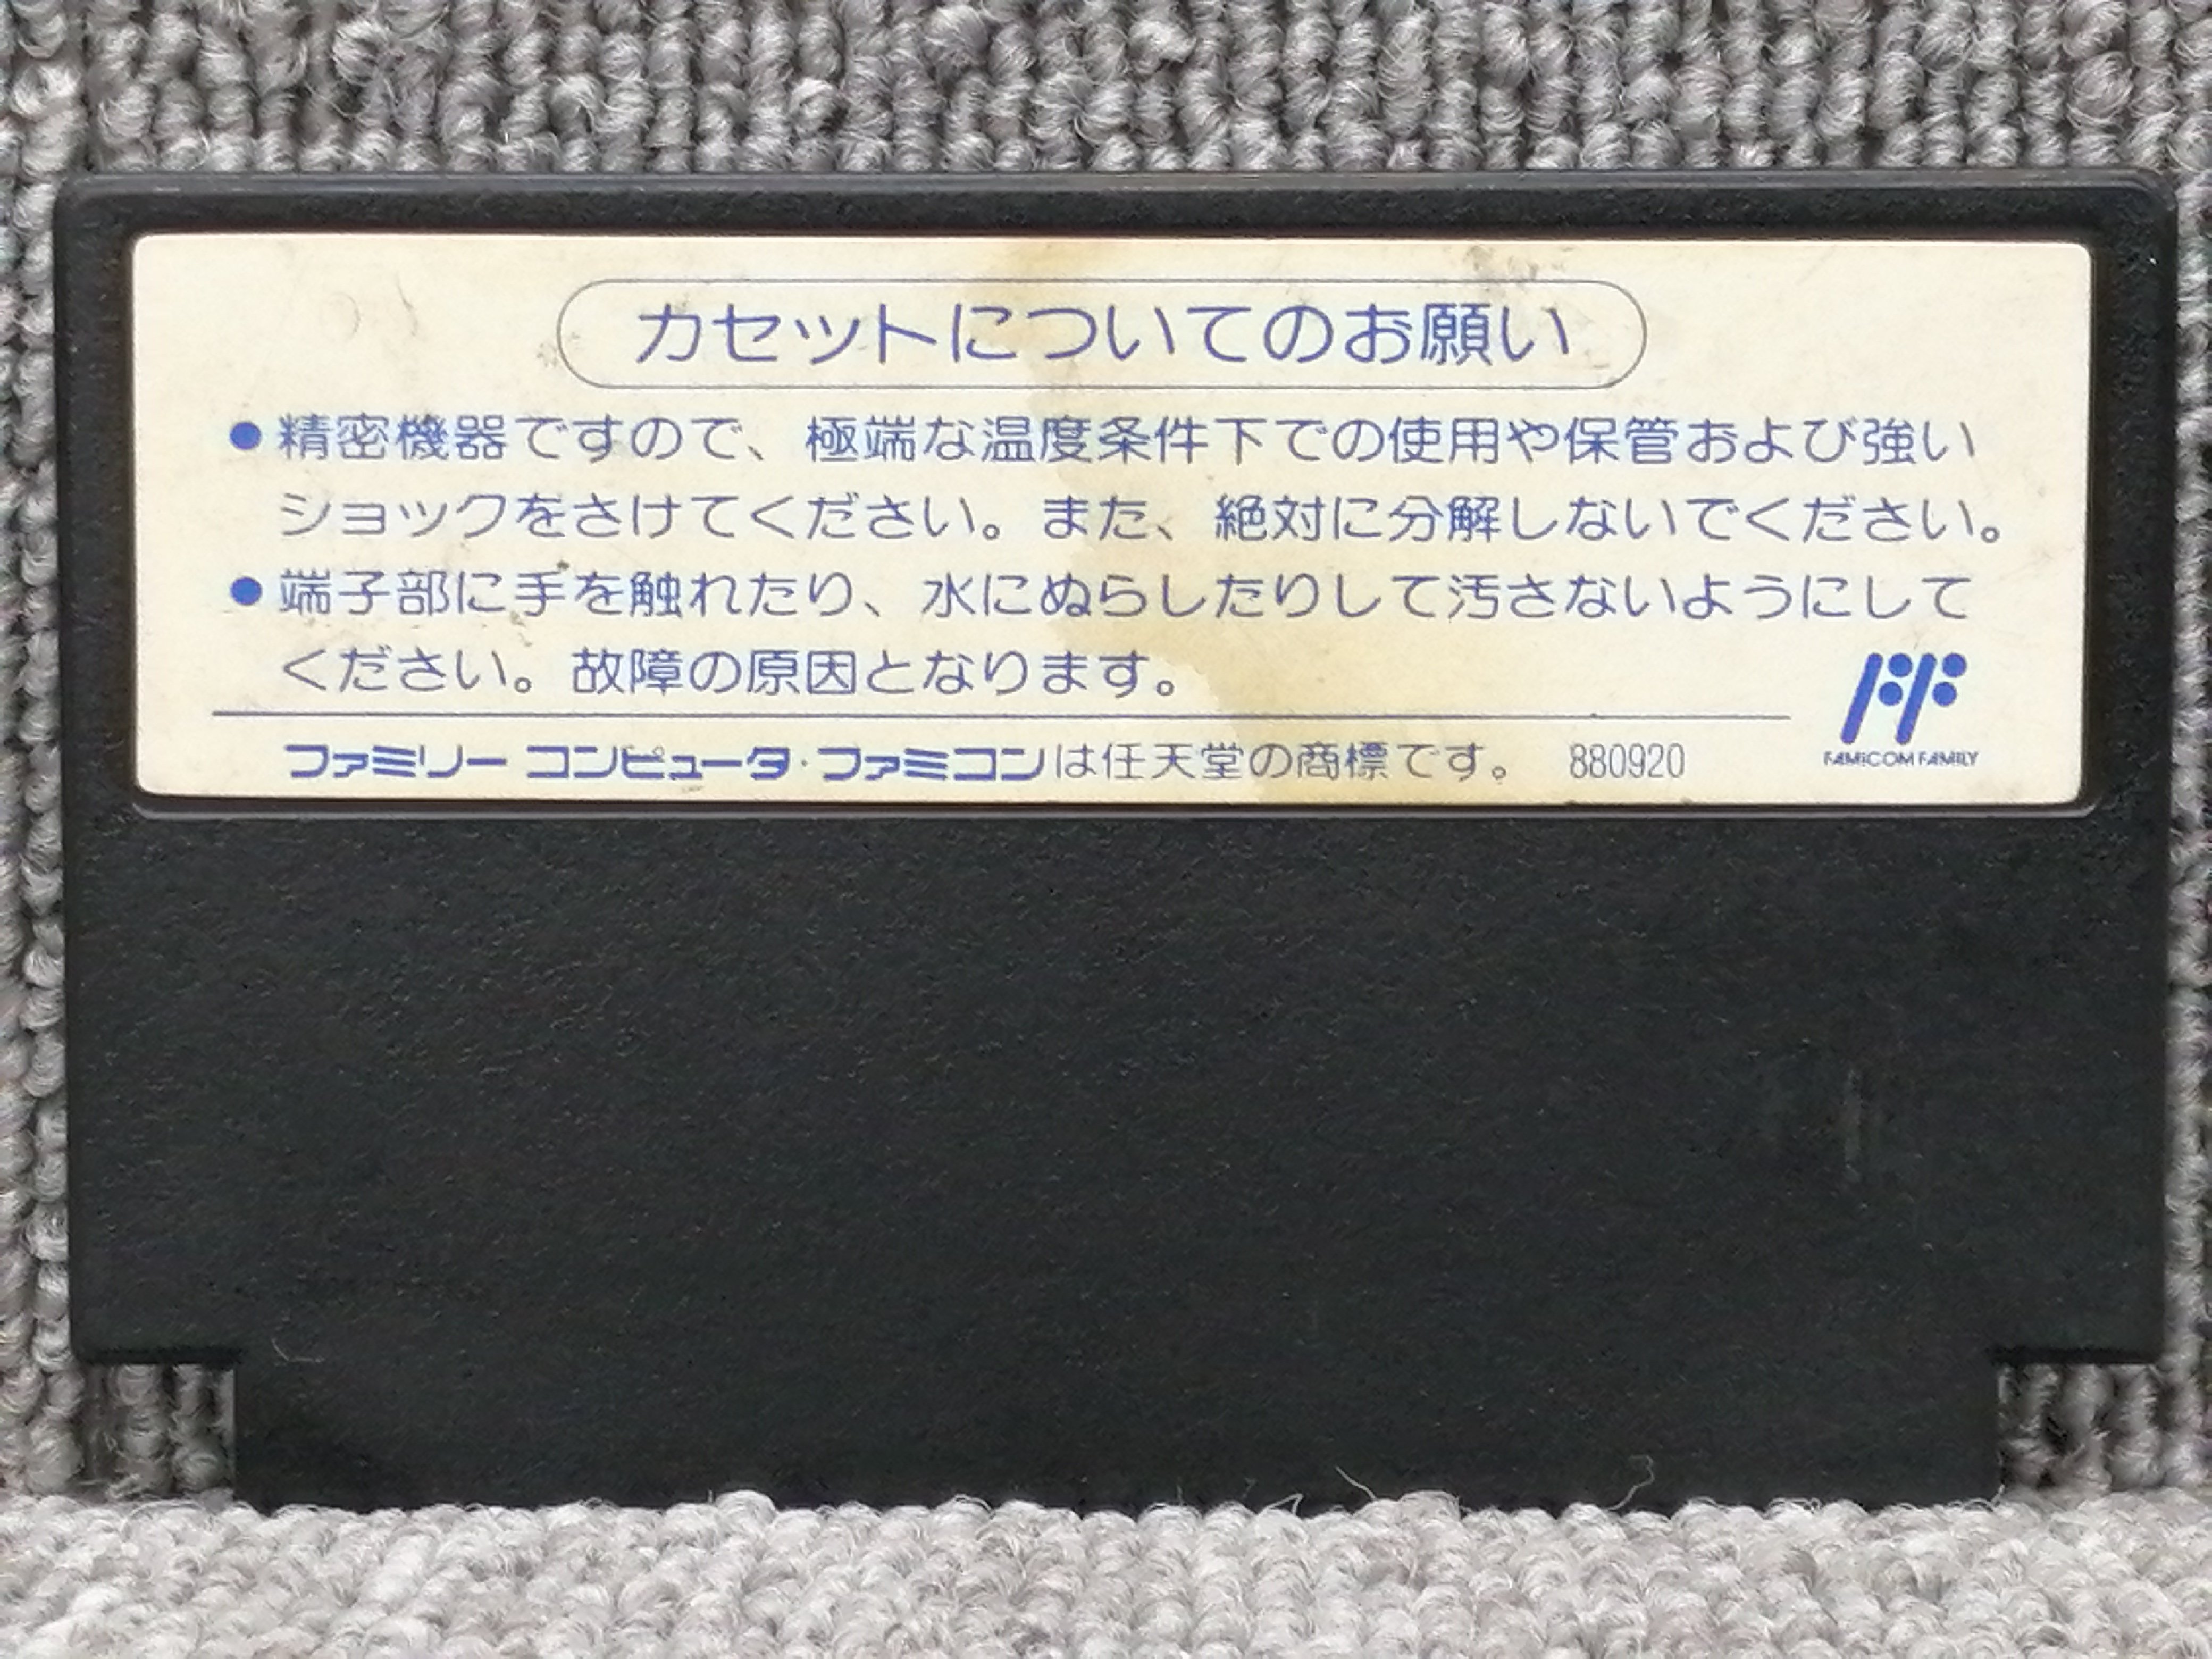 カセットについてのお願い
●精密機器ですので、極端な温度条件下での使用や保管および強い
ショックをさけてください。また、絶対に分解しないでください。
●端子部に手を触れたり、水にぬらしたりして汚さないようにして
ください。故障の原因となります。
ファミリー コンピュータ・ファミコンは任天堂の商標です。 880920
FF
FAMICOM FAMILY